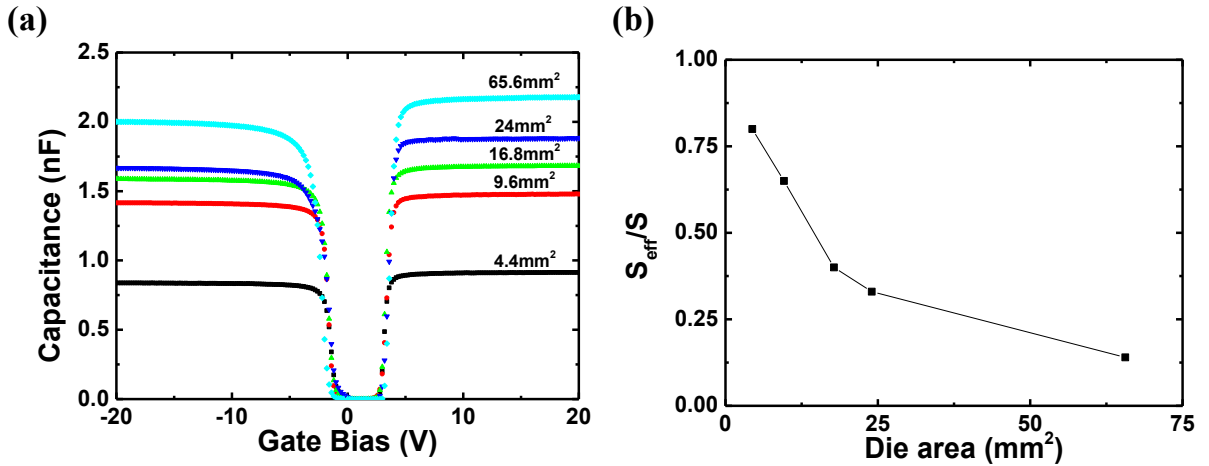 (a)
Capacitance (nF)
2.5
2.0
1.5
1.0
0.5
0.0
65.6mm²
24mm²
16.8mm²
9.6mm²
4.4mm²
-20 -10 0 10 20
Gate Bias (V)
(b)
S_eff/S
1.00
0.75
0.50
0.25
0.00
0 25 50 75
Die area (mm²)